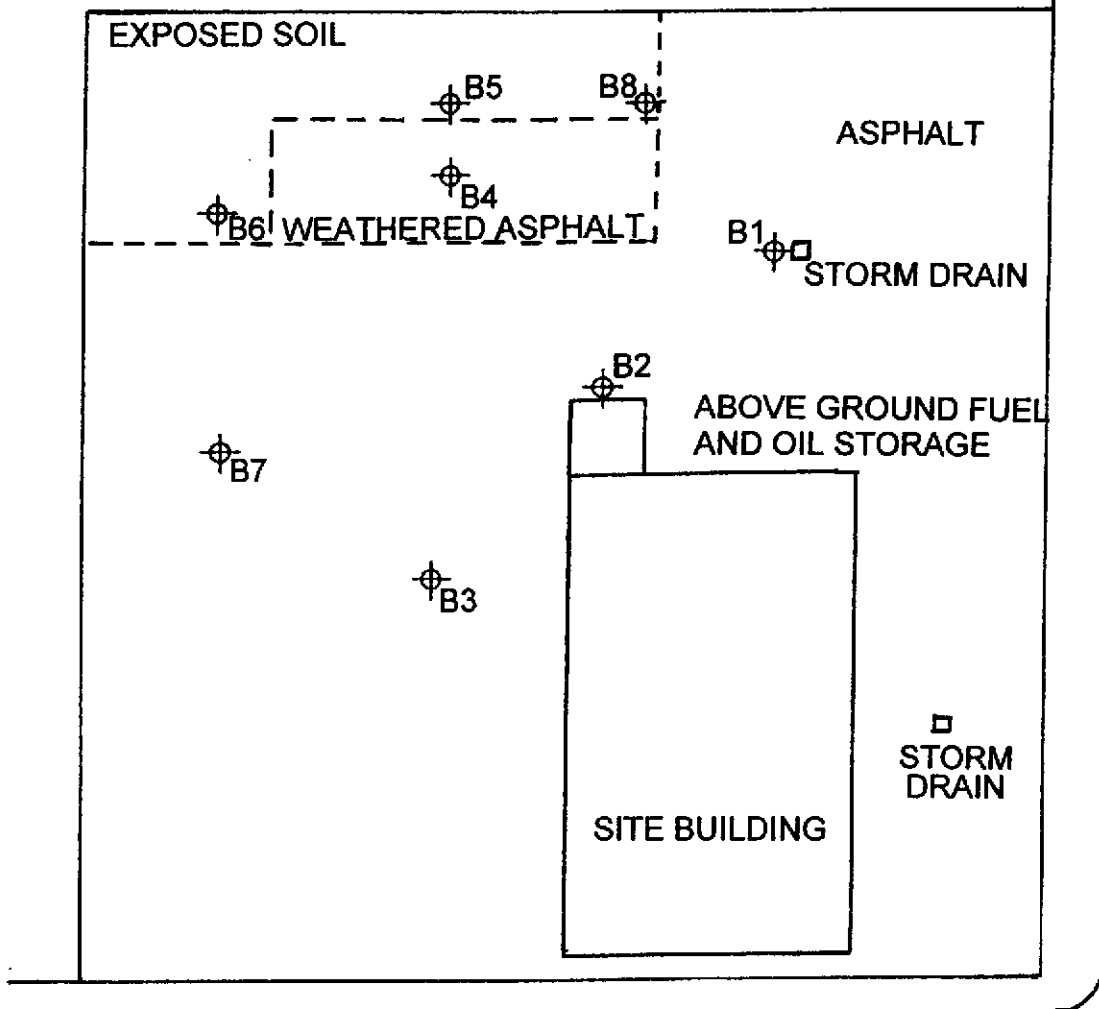 EXPOSED SOIL
B5
B8
ASPHALT
B4
B6
WEATHERED ASPHALT
B1
STORM DRAIN
B2
ABOVE GROUND FUEL
AND OIL STORAGE
B7
B3
STORM
DRAIN
SITE BUILDING